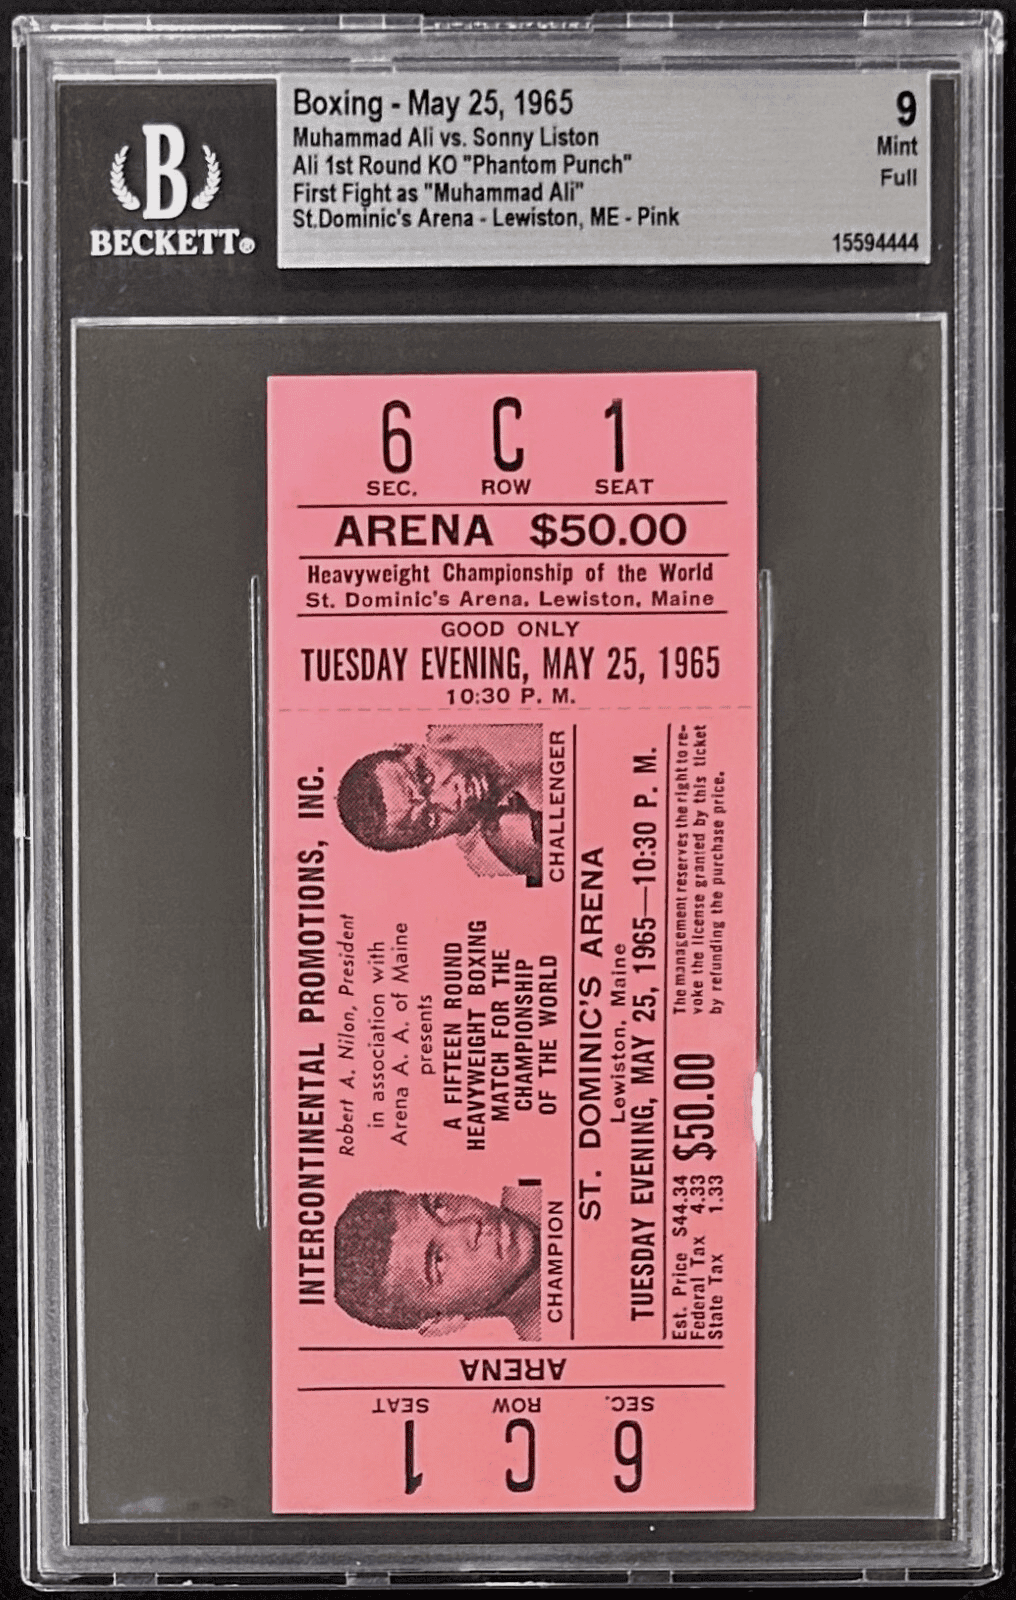 B
BECKETT®
Boxing - May 25, 1965
Muhammad Ali vs. Sonny Liston
Ali 1st Round KO "Phantom Punch"
First Fight as "Muhammad Ali"
St.Dominic's Arena - Lewiston, ME - Pink
9
Mint
Full
15594444
6 C 1
SEC. ROW SEAT
ARENA $50.00
Heavyweight Championship of the World
St. Dominic's Arena, Lewiston, Maine
GOOD ONLY
TUESDAY EVENING, MAY 25, 1965
10:30 P. M.
INTERCONTINENTAL PROMOTIONS, INC.
Robert A. Nilon, President
in association with
Arena A. A. of Maine
presents
A FIFTEEN ROUND
HEAVYWEIGHT BOXING
MATCH FOR THE
CHAMPIONSHIP
OF THE WORLD
CHAMPION
CHALLENGER
ST. DOMINIC'S ARENA
Lewiston, Maine
TUESDAY EVENING, MAY 25, 1965—10:30 P. M.
Est. Price $44.34
Federal Tax 4.33
State Tax 1.33
$50.00
The management reserves the right to re-
voke the license granted by this ticket
by refunding the purchase price.
ARENA
SEC. ROW SEAT
6 C 1